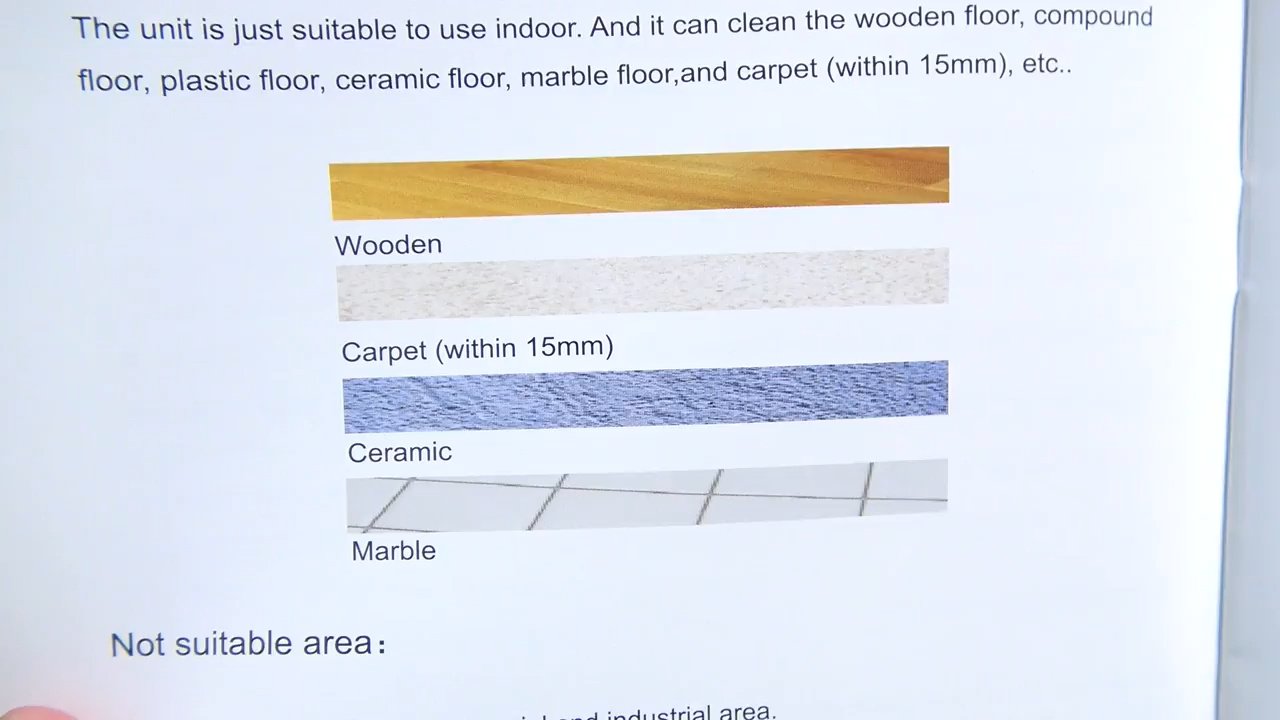 The unit is just suitable to use indoor. And it can clean the wooden floor, compound
floor, plastic floor, ceramic floor, marble floor,and carpet (within 15mm), etc..
Wooden
Carpet (within 15mm)
Ceramic
Marble
Not suitable area:
and industrial area.